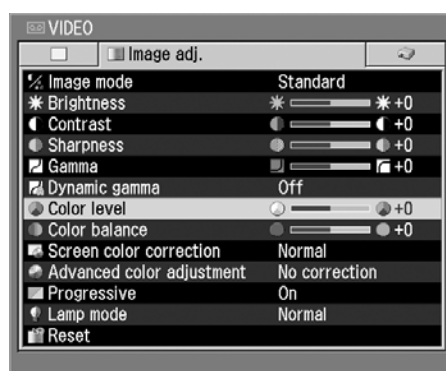 VIDEO
Image adj.
Image mode Standard
Brightness +0
Contrast +0
Sharpness +0
Gamma +0
Dynamic gamma Off
Color level +0
Color balance +0
Screen color correction Normal
Advanced color adjustment No correction
Progressive On
Lamp mode Normal
Reset